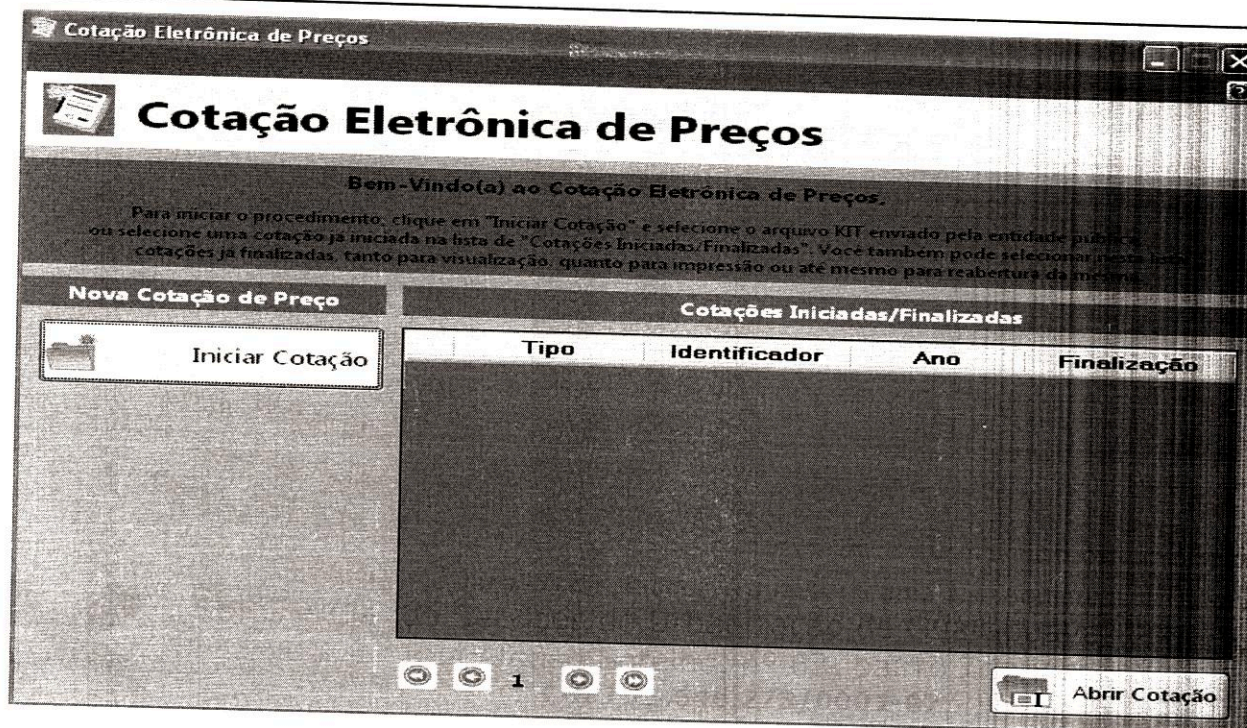 Cotação Eletrônica de Preços
Cotação Eletrônica de Preços
Bem-Vindo(a) ao Cotação Eletrônica de Preços.
Para iniciar o procedimento, clique em "Iniciar Cotação" e selecione o arquivo KIT enviado pela entidade pública
ou selecione uma cotação já iniciada na lista de "Cotações Iniciadas/Finalizadas". Você também pode selecionar nesta lista
cotações já finalizadas, tanto para visualização, quanto para impressão ou até mesmo para reabertura da mesma
Nova Cotação de Preço
Cotações Iniciadas/Finalizadas
Iniciar Cotação
Tipo Identificador Ano Finalização
1
Abrir Cotação